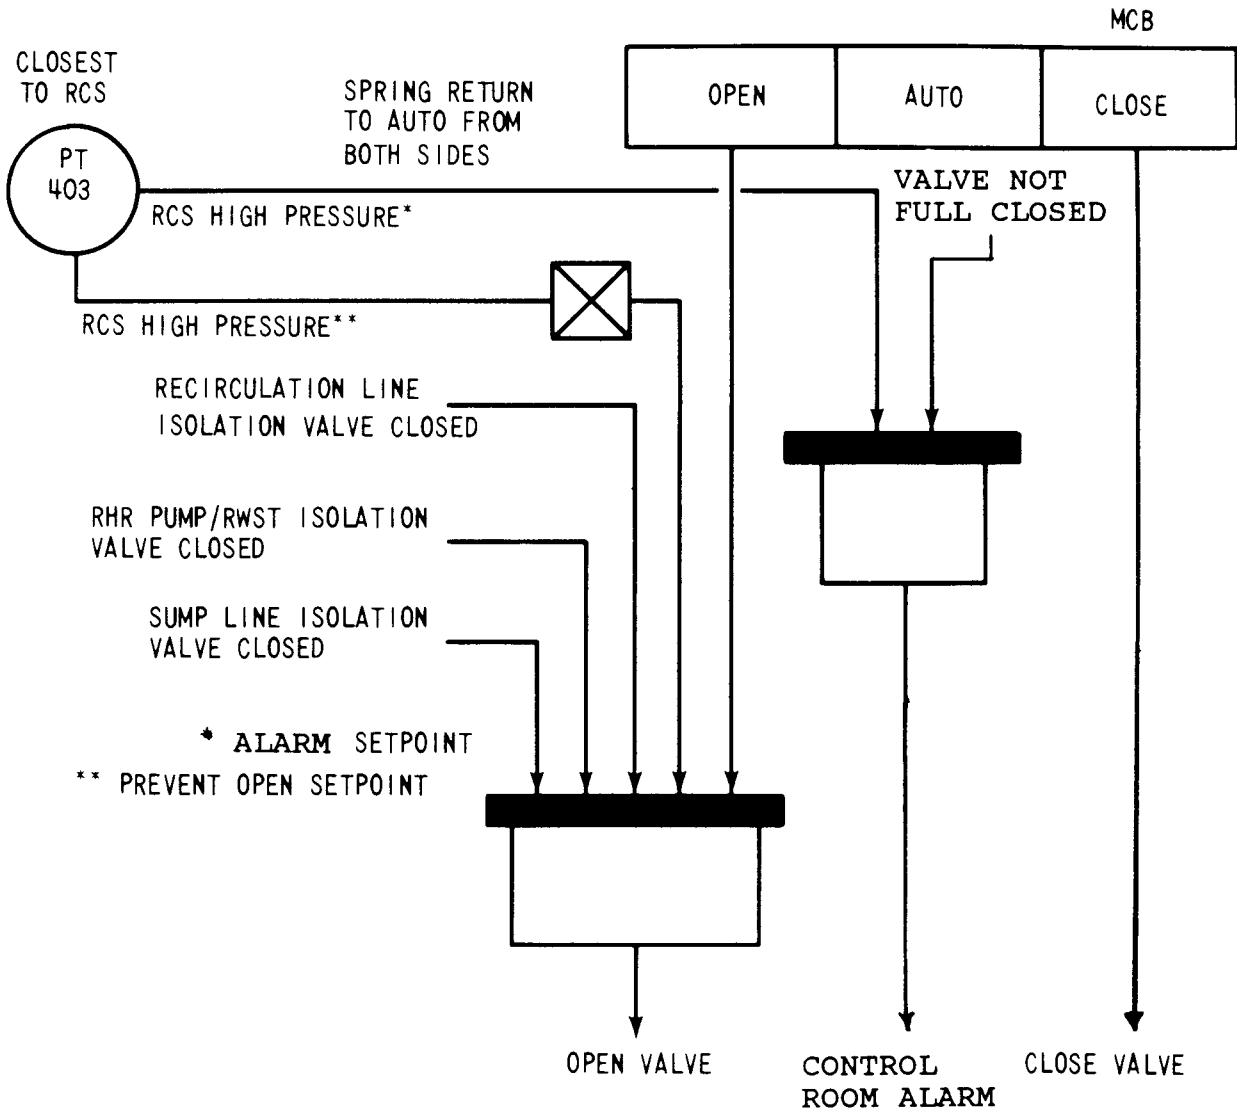 MCB
CLOSEST
TO RCS
SPRING RETURN
TO AUTO FROM
BOTH SIDES
OPEN
AUTO
CLOSE
PT
403
VALVE NOT
FULL CLOSED
RCS HIGH PRESSURE*
RCS HIGH PRESSURE**
RECIRCULATION LINE
ISOLATION VALVE CLOSED
RHR PUMP/RWST ISOLATION
VALVE CLOSED
SUMP LINE ISOLATION
VALVE CLOSED
* ALARM SETPOINT
** PREVENT OPEN SETPOINT
OPEN VALVE
CONTROL
ROOM ALARM
CLOSE VALVE